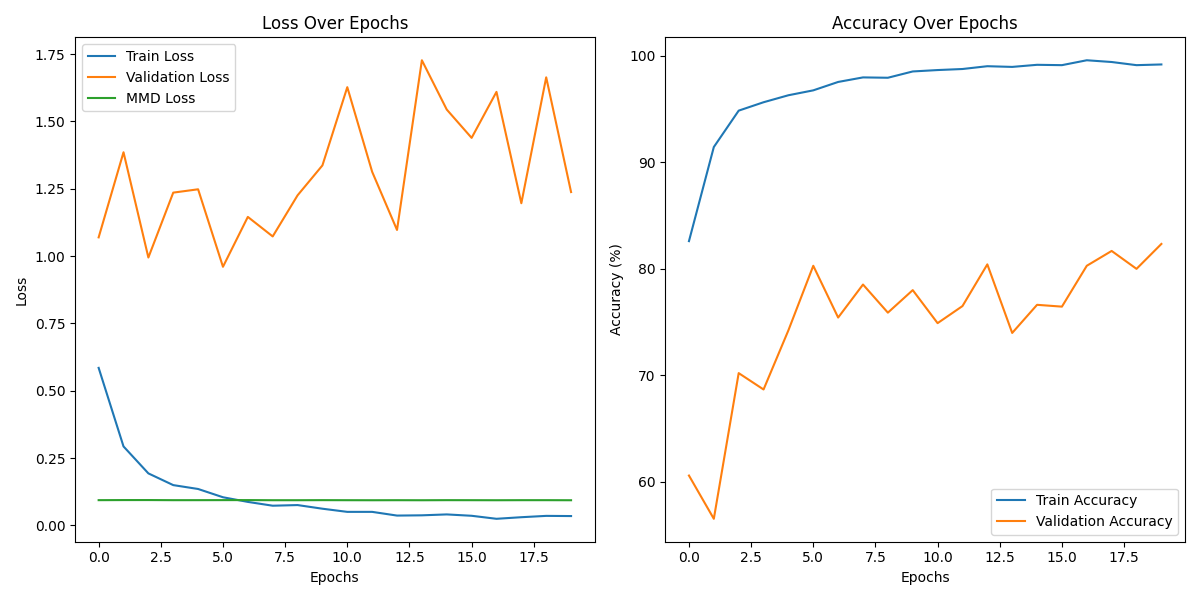 Loss Over Epochs
Train Loss
Validation Loss
MMD Loss
1.75
1.50
1.25
1.00
0.75
0.50
0.25
0.00
Loss
0.0 2.5 5.0 7.5 10.0 12.5 15.0 17.5
Epochs
Accuracy Over Epochs
100
90
80
70
60
Accuracy (%)
Train Accuracy
Validation Accuracy
0.0 2.5 5.0 7.5 10.0 12.5 15.0 17.5
Epochs